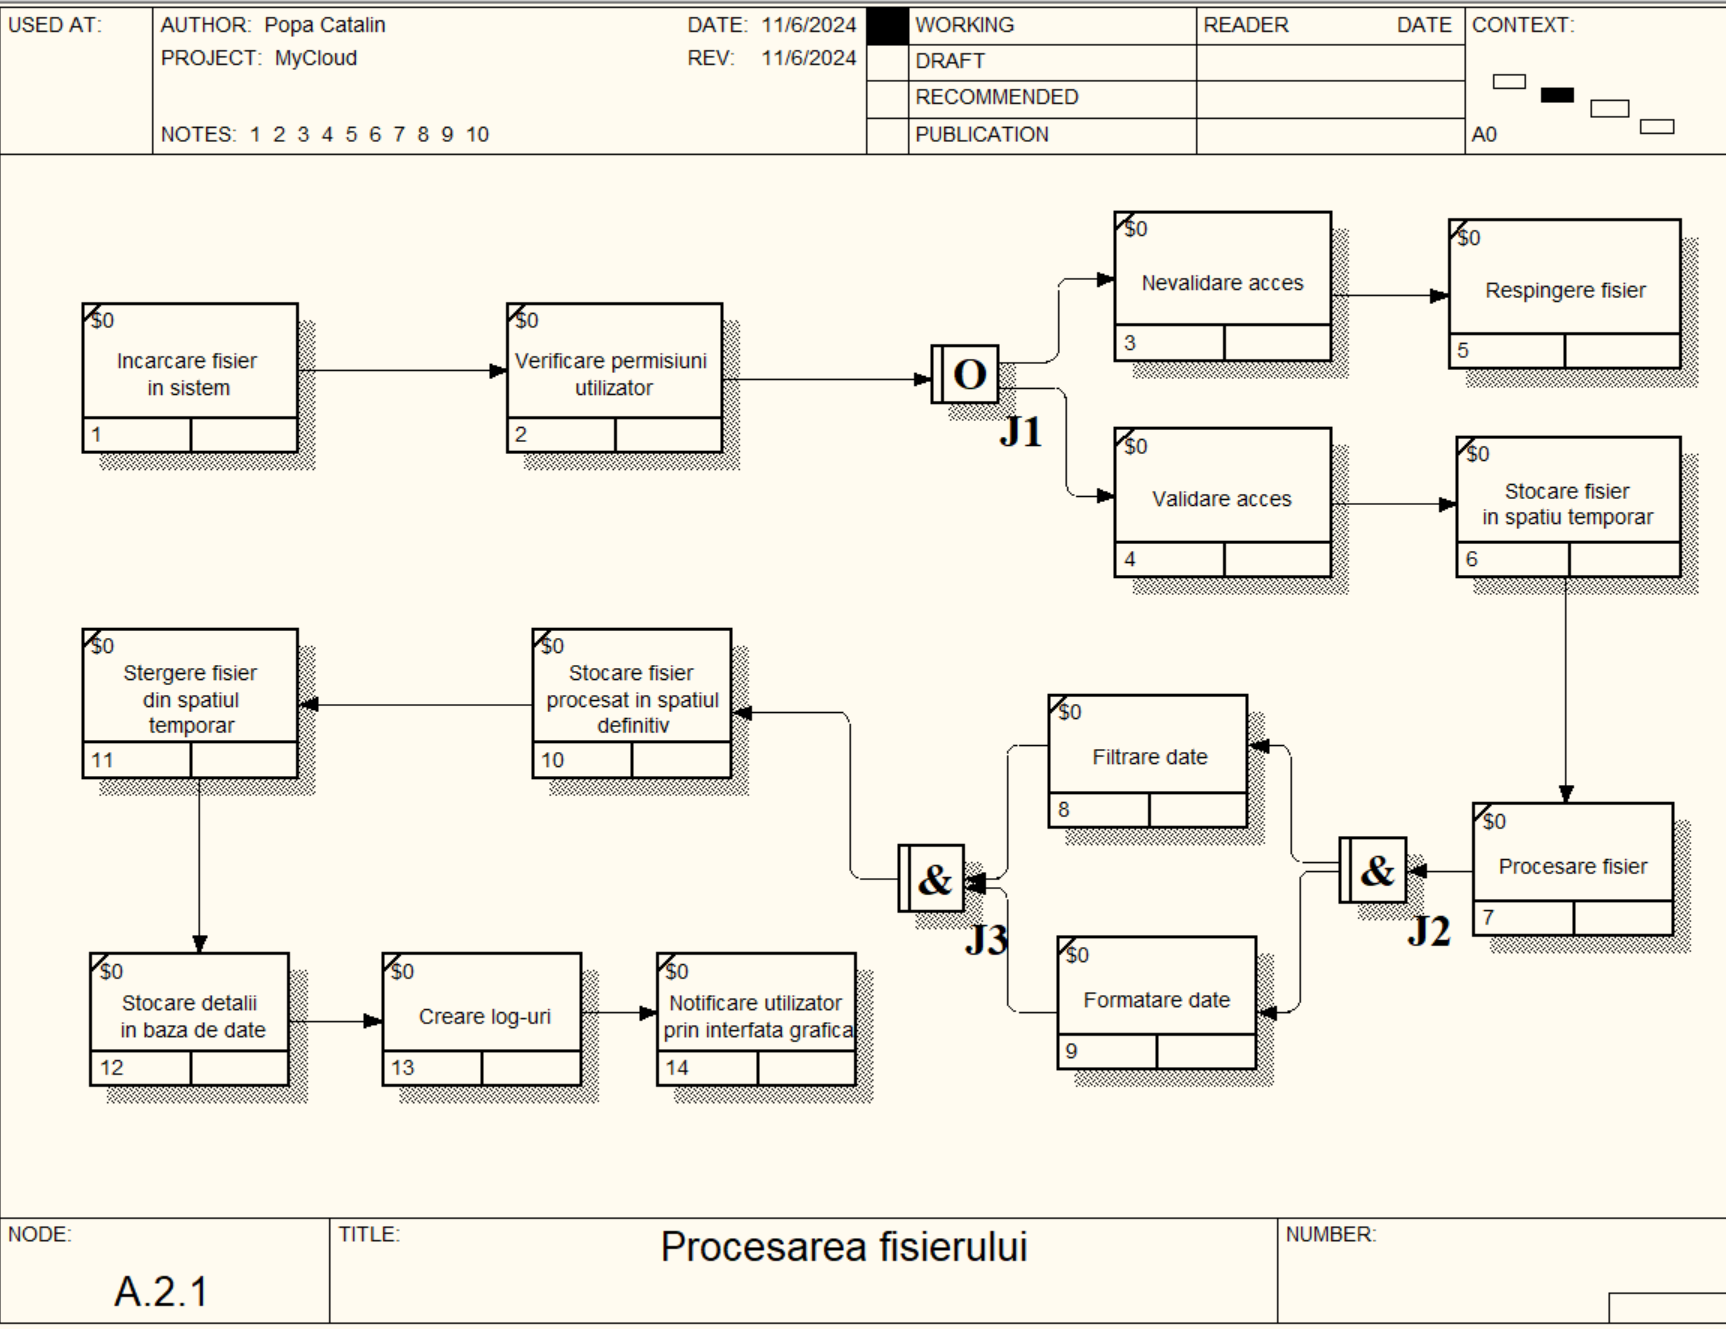 USED AT:
AUTHOR: Popa Catalin
DATE: 11/6/2024
PROJECT: MyCloud
REV: 11/6/2024
NOTES: 1 2 3 4 5 6 7 8 9 10
WORKING
DRAFT
RECOMMENDED
PUBLICATION
READER
DATE
CONTEXT:
A0
$0
Incarcare fisier
in sistem
1
$0
Verificare permisiuni
utilizator
2
O
J1
$0
Nevalidare acces
3
$0
Respingere fisier
5
$0
Validare acces
4
$0
Stocare fisier
in spatiu temporar
6
$0
Stergere fisier
din spatiul
temporar
11
$0
Stocare fisier
procesat in spatiul
definitiv
10
$0
Filtrare date
8
$0
Procesare fisier
7
&
J2
&
J3
$0
Formatare date
9
$0
Stocare detalii
in baza de date
12
$0
Creare log-uri
13
$0
Notificare utilizator
prin interfata grafica
14
NODE:
A.2.1
TITLE:
Procesarea fisierului
NUMBER: